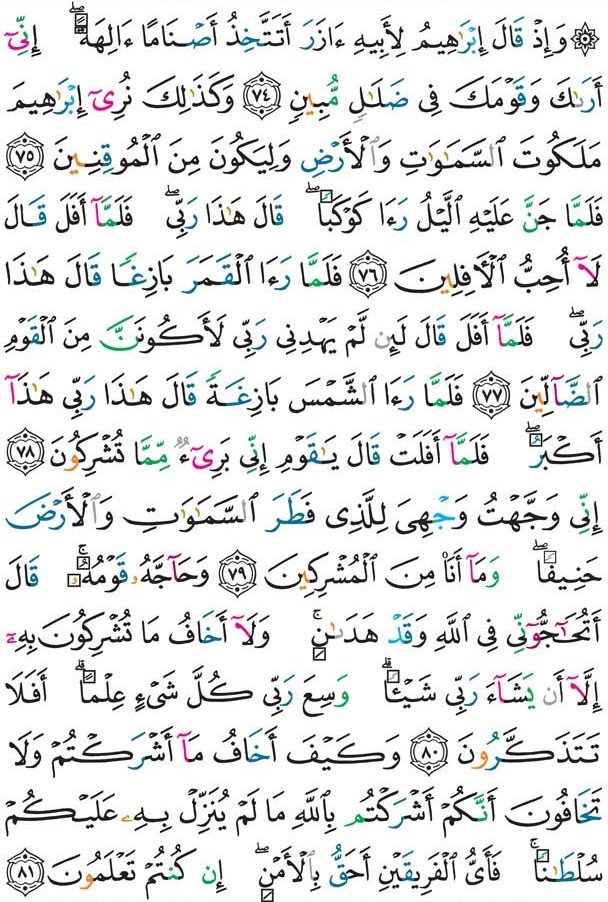 ۞ وَإِذْ قَالَ إِبْرَٰهِيمُ لِأَبِيهِ ءَازَرَ أَتَتَّخِذُ أَصْنَامًا ءَالِهَةً ۖ إِنِّىٓ
أَرَىٰكَ وَقَوْمَكَ فِى ضَلَـٰلٍ مُّبِينٍ ٧٤ وَكَذَٰلِكَ نُرِىٓ إِبْرَٰهِيمَ
مَلَكُوتَ ٱلسَّمَـٰوَٰتِ وَٱلْأَرْضِ وَلِيَكُونَ مِنَ ٱلْمُوقِنِينَ ٧٥
فَلَمَّا جَنَّ عَلَيْهِ ٱلَّيْلُ رَءَا كَوْكَبًا ۖ قَالَ هَـٰذَا رَبِّى ۖ فَلَمَّآ أَفَلَ قَالَ
لَآ أُحِبُّ ٱلْأَفِلِينَ ٧٦ فَلَمَّا رَءَا ٱلْقَمَرَ بَازِغًا قَالَ هَـٰذَا
رَبِّى ۖ فَلَمَّآ أَفَلَ قَالَ لَئِن لَّمْ يَهْدِنِى رَبِّى لَأَكُونَنَّ مِنَ ٱلْقَوْمِ
ٱلضَّآلِّينَ ٧٧ فَلَمَّا رَءَا ٱلشَّمْسَ بَازِغَةً قَالَ هَـٰذَا رَبِّى هَـٰذَآ
أَكْبَرُ ۖ فَلَمَّآ أَفَلَتْ قَالَ يَـٰقَوْمِ إِنِّى بَرِىٓءٌ مِّمَّا تُشْرِكُونَ ٧٨
إِنِّى وَجَّهْتُ وَجْهِىَ لِلَّذِى فَطَرَ ٱلسَّمَـٰوَٰتِ وَٱلْأَرْضَ
حَنِيفًا ۖ وَمَآ أَنَا۠ مِنَ ٱلْمُشْرِكِينَ ٧٩ وَحَآجَّهُۥ قَوْمُهُۥ ۚ قَالَ
أَتُحَـٰٓجُّوٓنِّى فِى ٱللَّهِ وَقَدْ هَدَىٰنِ ۚ وَلَآ أَخَافُ مَا تُشْرِكُونَ بِهِۦٓ
إِلَّآ أَن يَشَآءَ رَبِّى شَيْـًٔا ۗ وَسِعَ رَبِّى كُلَّ شَىْءٍ عِلْمًا ۗ أَفَلَا
تَتَذَكَّرُونَ ٨٠ وَكَيْفَ أَخَافُ مَآ أَشْرَكْتُمْ وَلَا
تَخَافُونَ أَنَّكُمْ أَشْرَكْتُم بِٱللَّهِ مَا لَمْ يُنَزِّلْ بِهِۦ عَلَيْكُمْ
سُلْطَـٰنًا ۚ فَأَىُّ ٱلْفَرِيقَيْنِ أَحَقُّ بِٱلْأَمْنِ ۖ إِن كُنتُمْ تَعْلَمُونَ ٨١